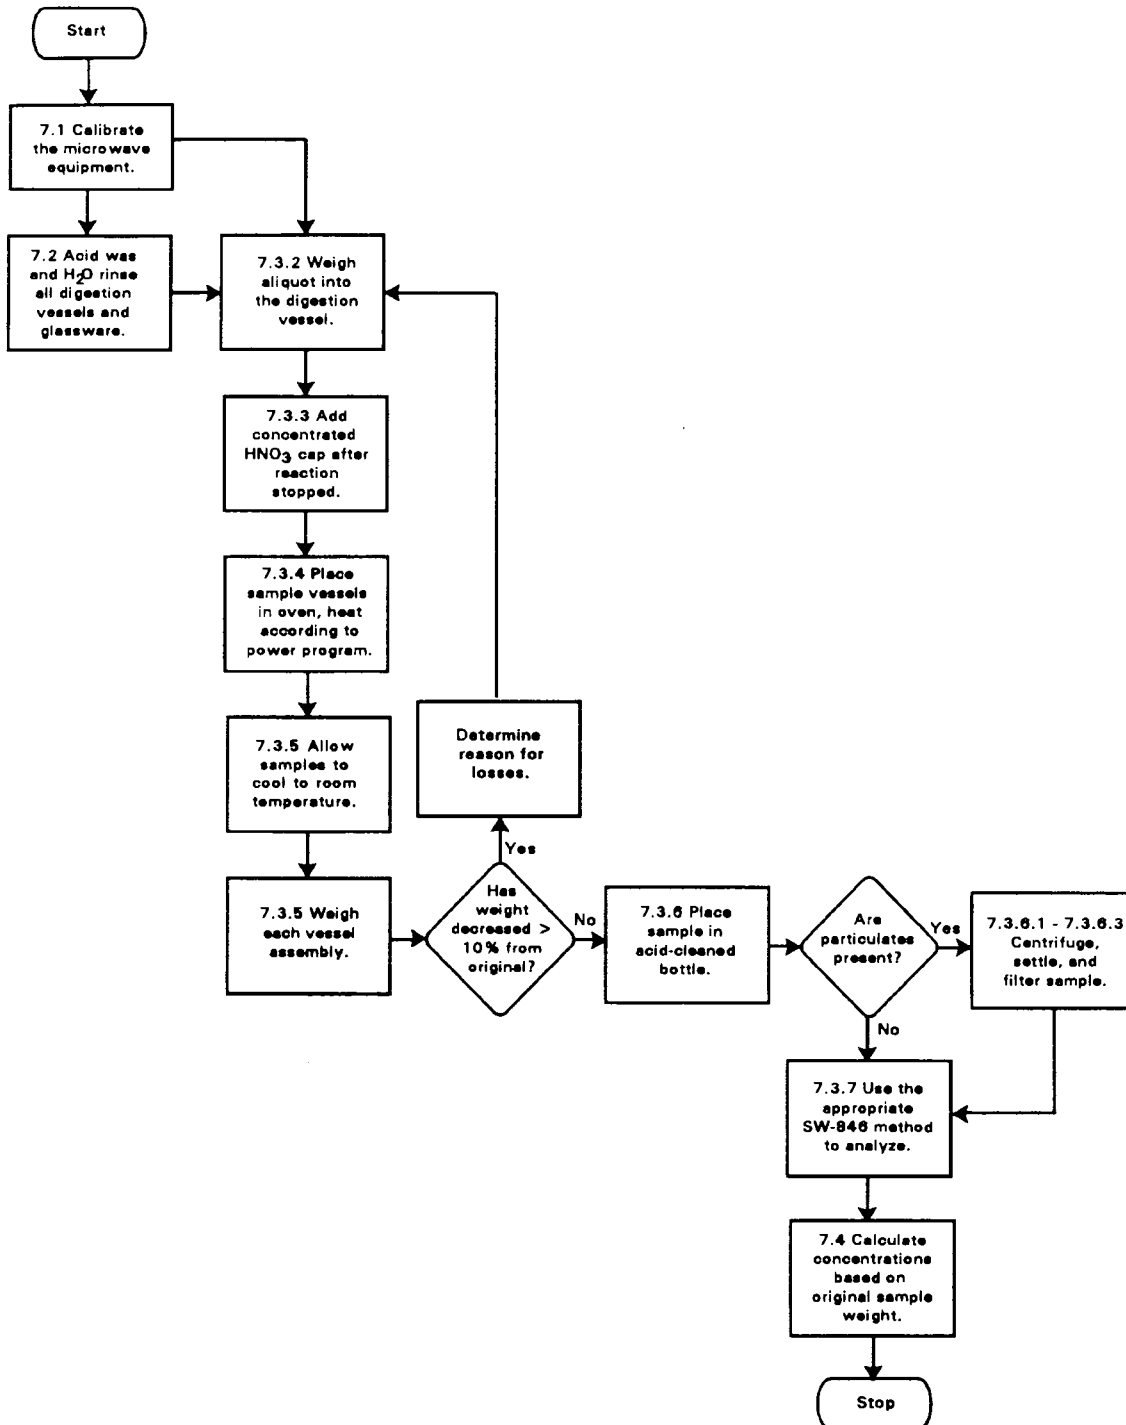 Start
7.1 Calibrate
the microwave
equipment.
7.2 Acid was
and H2O rinse
all digestion
vessels and
glassware.
7.3.2 Weigh
aliquot into
the digestion
vessel.
7.3.3 Add
concentrated
HNO3 cap after
reaction
stopped.
7.3.4 Place
sample vessels
in oven, heat
according to
power program.
7.3.5 Allow
samples to
cool to room
temperature.
7.3.5 Weigh
each vessel
assembly.
Has
weight
decreased >
10% from
original?
Yes
Determine
reason for
losses.
No
7.3.6 Place
sample in
acid-cleaned
bottle.
Are
particulates
present?
Yes
7.3.6.1 - 7.3.6.3
Centrifuge,
settle, and
filter sample.
No
7.3.7 Use the
appropriate
SW-846 method
to analyze.
7.4 Calculate
concentrations
based on
original sample
weight.
Stop